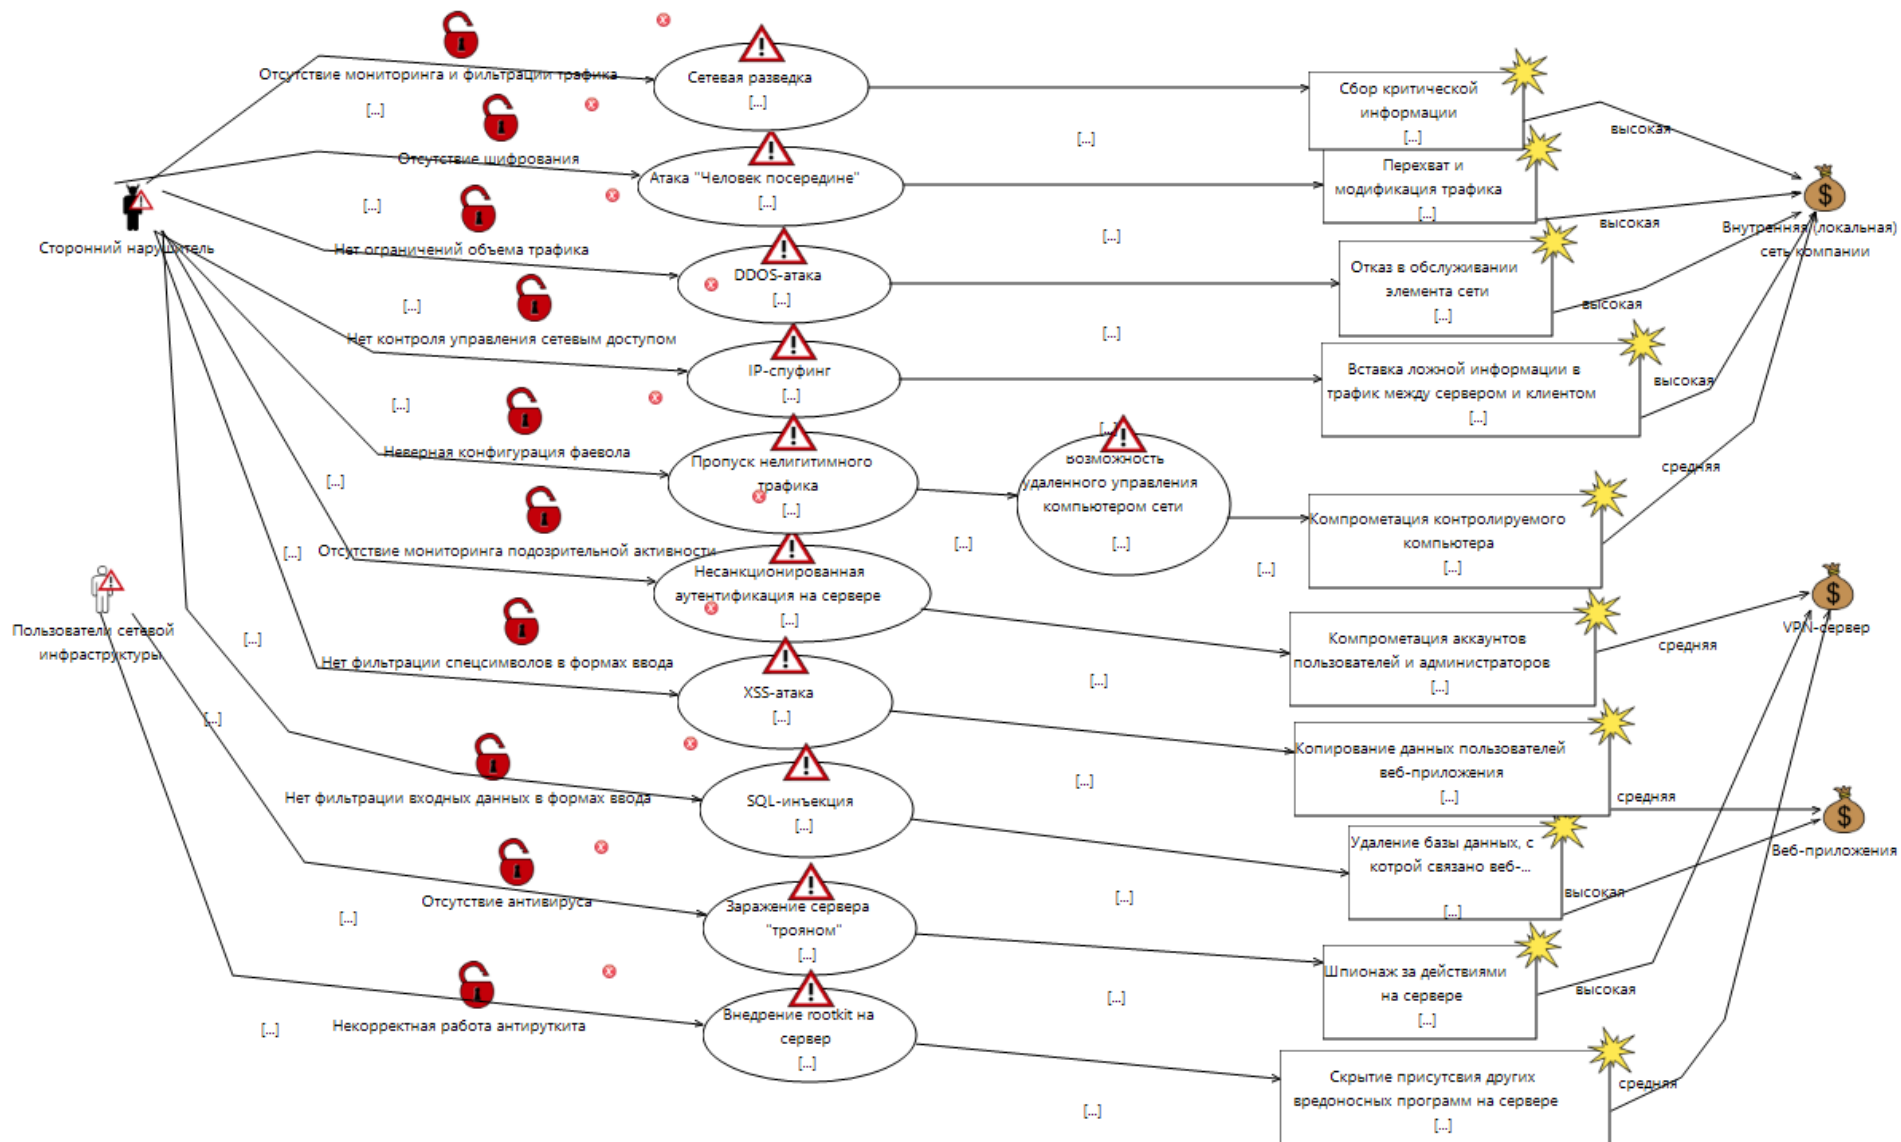 Отсутствие мониторинга и фильтрации трафика
[...]
Сетевая разведка
[...]
[...]
Сбор критической
информации
[...]
высокая
Отсутствие шифрования
[...]
Атака "Человек посередине"
[...]
[...]
Перехват и
модификация трафика
[...]
высокая
Сторонний нарушитель
Внутренняя (локальная)
сеть компании
Нет ограничений объема трафика
[...]
DDOS-атака
[...]
[...]
Отказ в обслуживании
элемента сети
[...]
высокая
Нет контроля управления сетевым доступом
[...]
IP-спуфинг
[...]
[...]
Вставка ложной информации в
трафик между сервером и клиентом
[...]
высокая
Неверная конфигурация фаевола
[...]
Пропуск нелигитимного
трафика
[...]
[...]
Возможность
удаленного управления
компьютером сети
[...]
[...]
Компрометация контролируемого
компьютера
[...]
средняя
Отсутствие мониторинга подозрительной активности
[...]
Несанкционированная
аутентификация на сервере
[...]
[...]
Компрометация аккаунтов
пользователей и администраторов
[...]
средняя
VPN-сервер
Пользователи сетевой
инфраструктуры
Нет фильтрации спецсимволов в формах ввода
[...]
XSS-атака
[...]
[...]
Копирование данных пользователей
веб-приложения
[...]
средняя
Нет фильтрации входных данных в формах ввода
[...]
SQL-инъекция
[...]
[...]
Удаление базы данных, с
котрой связано веб-...
[...]
высокая
Веб-приложения
Отсутствие антивируса
[...]
Заражение сервера
"трояном"
[...]
[...]
Шпионаж за действиями
на сервере
[...]
высокая
Некорректная работа антируткита
[...]
Внедрение rootkit на
сервер
[...]
[...]
Скрытие присутсвия других
вредоносных программ на сервере
[...]
средняя